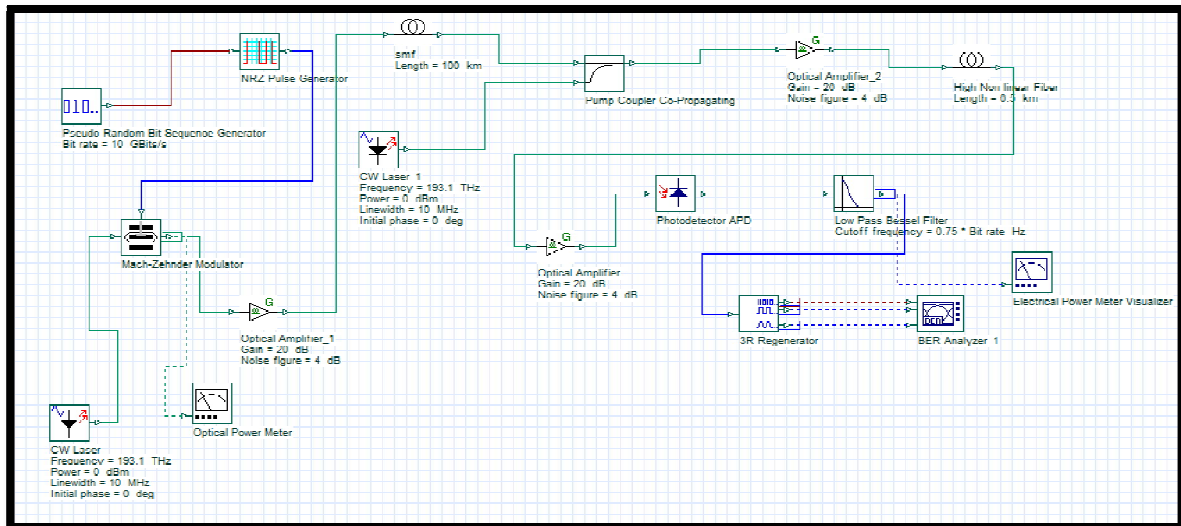 NRZ Pulse Generator
Pseudo Random Bit Sequence Generator
Bit rate = 10 GBits/s
smf
Length = 100 km
Pump Coupler Co-Propagating
Optical Amplifier_2
Gain = 20 dB
Noise figure = 4 dB
High Non linear Fiber
Length = 0.5 km
CW Laser 1
Frequency = 193.1 THz
Power = 0 dBm
Linewidth = 10 MHz
Initial phase = 0 deg
Photodetector APD
Low Pass Bessel Filter
Cutoff frequency = 0.75 * Bit rate Hz
Mach-Zehnder Modulator
Optical Amplifier
Gain = 20 dB
Noise figure = 4 dB
Electrical Power Meter Visualizer
Optical Amplifier_1
Gain = 20 dB
Noise figure = 4 dB
3R Regenerator
BER Analyzer 1
Optical Power Meter
CW Laser
Frequency = 193.1 THz
Power = 0 dBm
Linewidth = 10 MHz
Initial phase = 0 deg